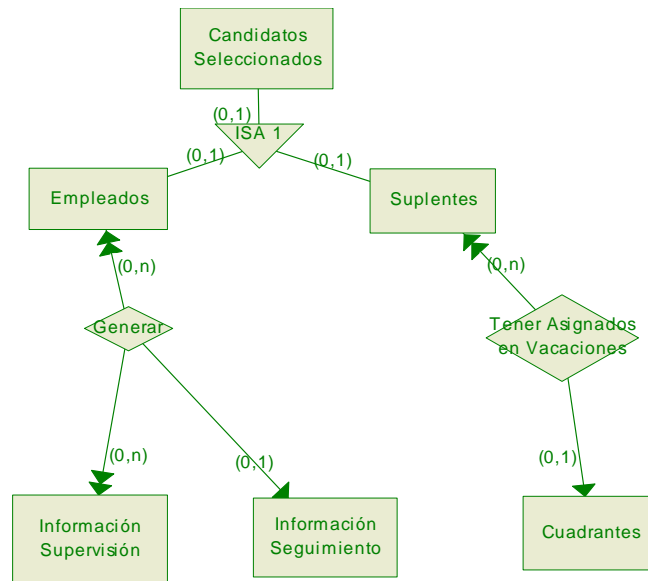 Candidatos
Seleccionados
(0,1)
ISA 1
(0,1)
(0,1)
Empleados
Suplentes
(0,n)
(0,n)
Generar
Tener Asignados
en Vacaciones
(0,n)
(0,1)
(0,1)
Información
Supervisión
Información
Seguimiento
Cuadrantes